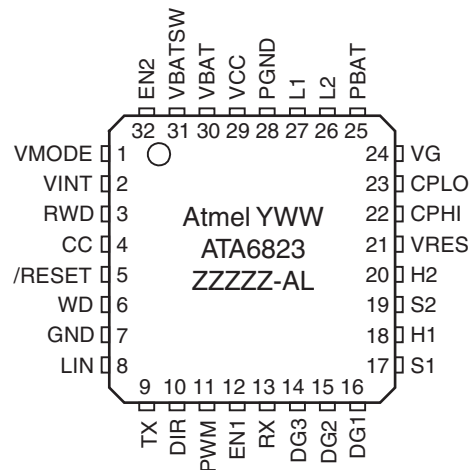 EN2
VBATSW
VBAT
VCC
PGND
L1
L2
PBAT
32 31 30 29 28 27 26 25
VMODE 1
VINT 2
RWD 3
CC 4
/RESET 5
WD 6
GND 7
LIN 8
Atmel YWW
ATA6823
ZZZZZ-AL
24 VG
23 CPLO
22 CPHI
21 VRES
20 H2
19 S2
18 H1
17 S1
9 10 11 12 13 14 15 16
TX
DIR
PWM
EN1
RX
DG3
DG2
DG1